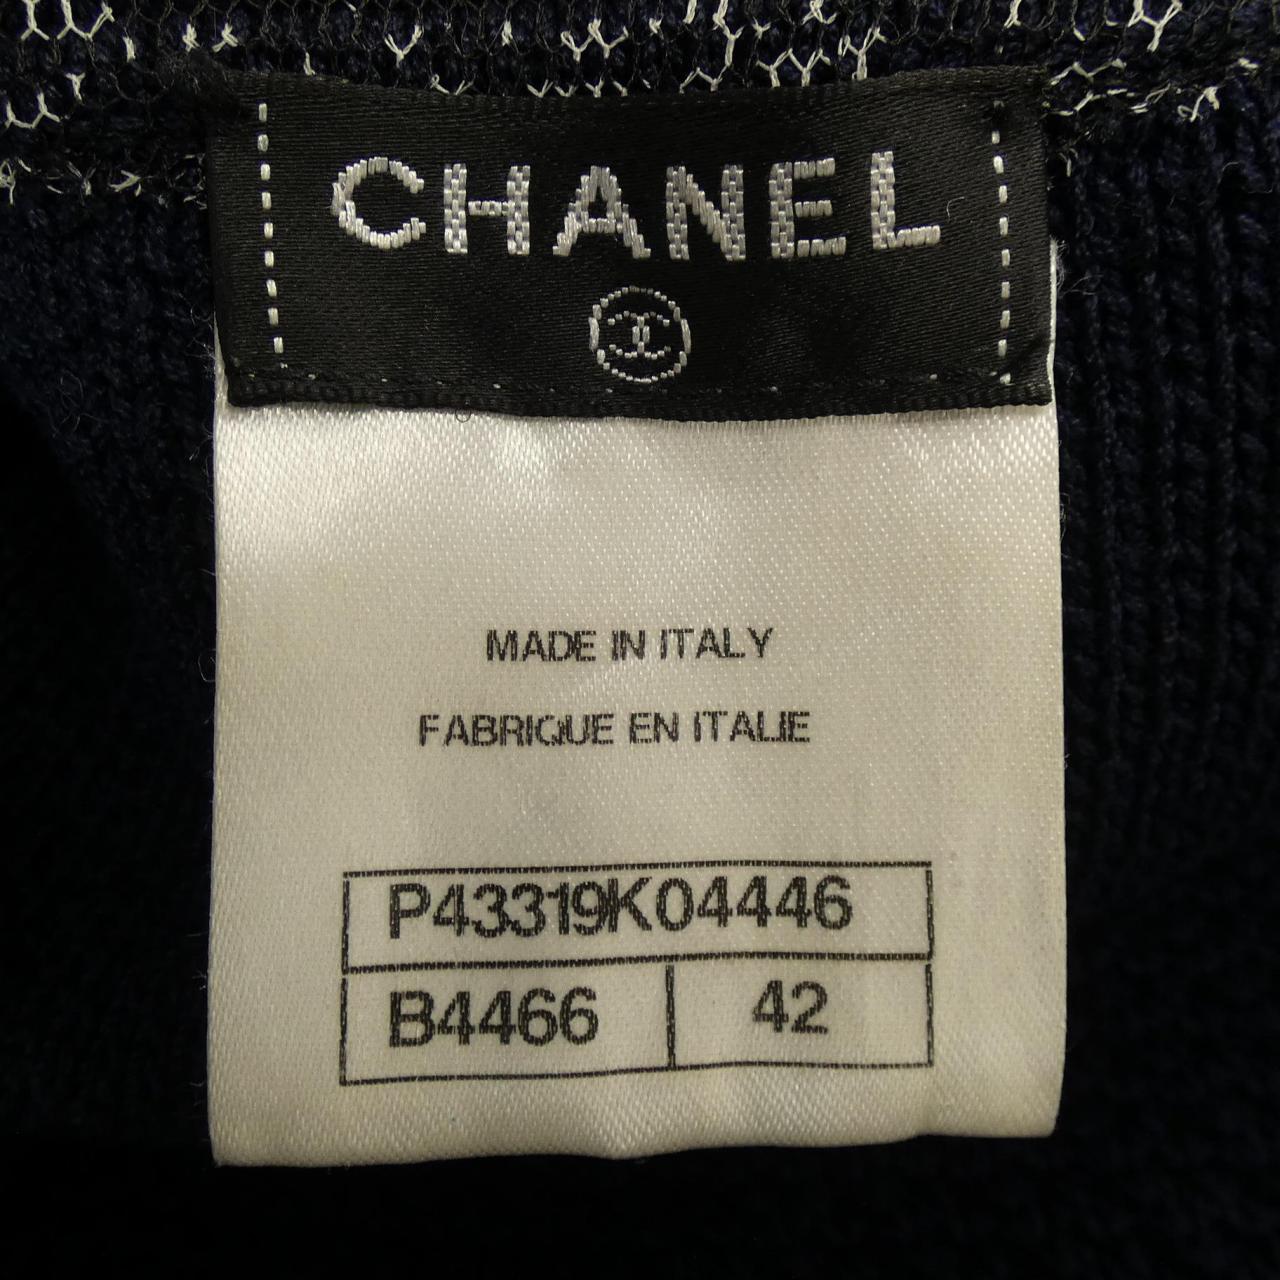 CHANEL
MADE IN ITALY
FABRIQUE EN ITALIE
P43319K04446
B4466 42